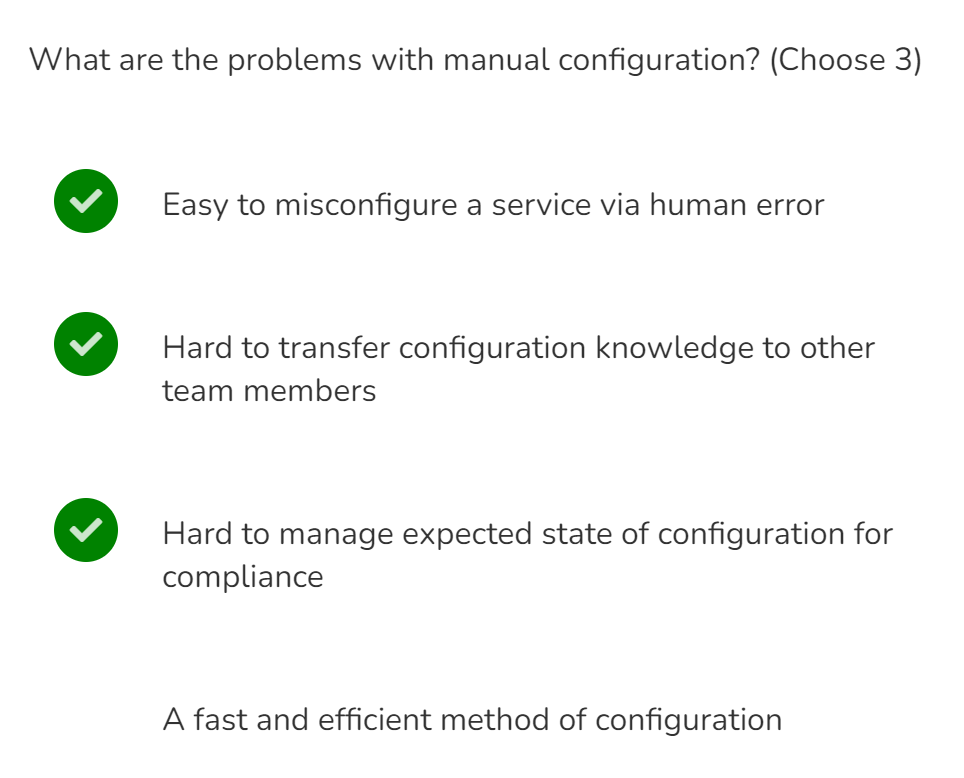 What are the problems with manual configuration? (Choose 3)
Easy to misconfigure a service via human error
Hard to transfer configuration knowledge to other
team members
Hard to manage expected state of configuration for
compliance
A fast and efficient method of configuration